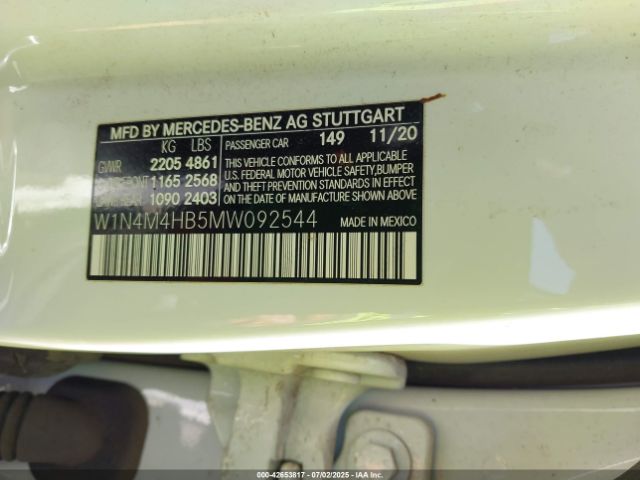 MFD BY MERCEDES-BENZ AG STUTTGART
KG LBS PASSENGER CAR 149 11/20
GVWR 2205 4861 THIS VEHICLE CONFORMS TO ALL APPLICABLE
FRONT 1165 2568 U.S. FEDERAL MOTOR VEHICLE SAFETY,BUMPER
1090 2403 AND THEFT PREVENTION STANDARDS IN EFFECT
ON THE DATE OF MANUFACTURE SHOWN ABOVE
W1N4M4HB5MW092544 MADE IN MEXICO
000-42653817 - 07/02/2025 - IAA Inc.